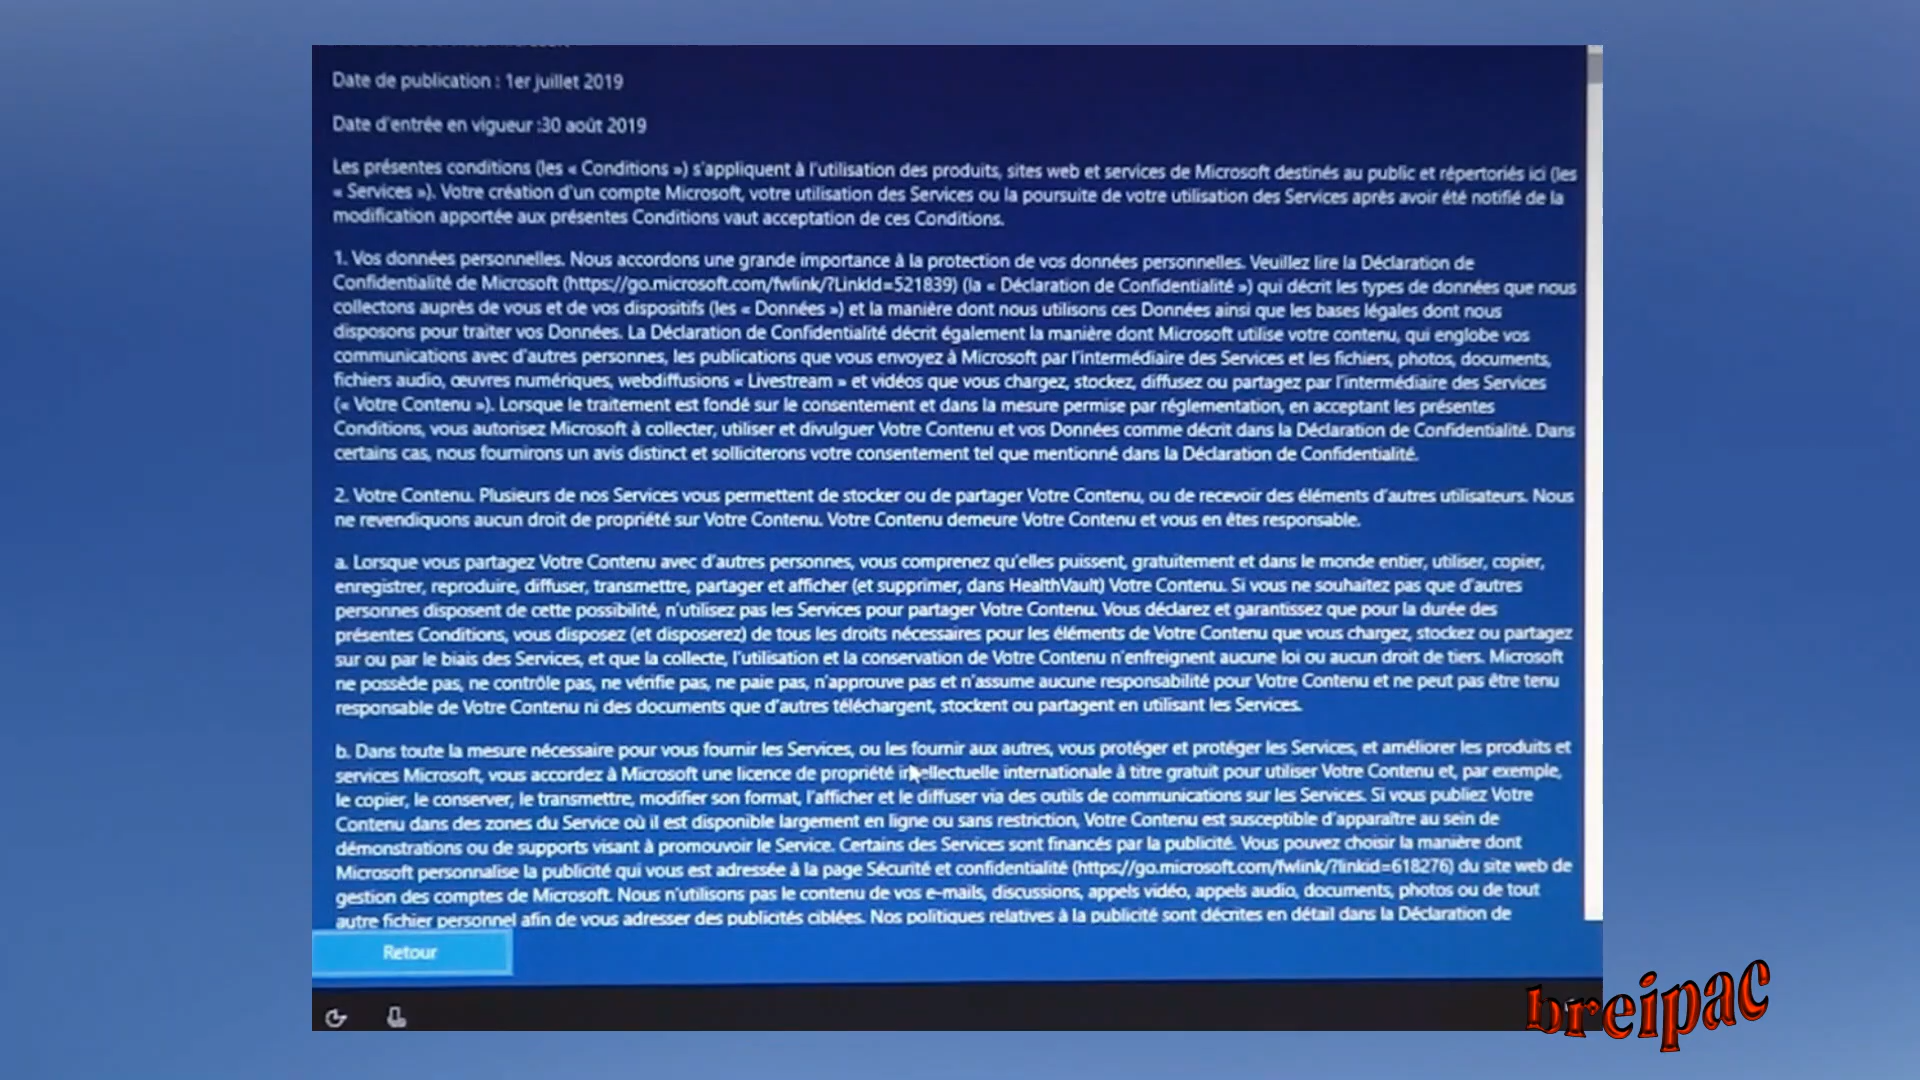 Date de publication : 1er juillet 2019
Date d'entrée en vigueur :30 août 2019
Les présentes conditions (les « Conditions ») s'appliquent à l'utilisation des produits, sites web et services de Microsoft destinés au public et répertoriés ici (les
« Services »). Votre création d'un compte Microsoft, votre utilisation des Services ou la poursuite de votre utilisation des Services après avoir été notifié de la
modification apportée aux présentes Conditions vaut acceptation de ces Conditions.
1. Vos données personnelles. Nous accordons une grande importance à la protection de vos données personnelles. Veuillez lire la Déclaration de
Confidentialité de Microsoft (https://go.microsoft.com/fwlink/?LinkId=521839) (la « Déclaration de Confidentialité ») qui décrit les types de données que nous
collectons auprès de vous et de vos dispositifs (les « Données ») et la manière dont nous utilisons ces Données ainsi que les bases légales dont nous
disposons pour traiter vos Données. La Déclaration de Confidentialité décrit également la manière dont Microsoft utilise votre contenu, qui englobe vos
communications avec d'autres personnes, les publications que vous envoyez à Microsoft par l'intermédiaire des Services et les fichiers, photos, documents,
fichiers audio, œuvres numériques, webdiffusions « Livestream » et vidéos que vous chargez, stockez, diffusez ou partagez par l'intermédiaire des Services
(« Votre Contenu »). Lorsque le traitement est fondé sur le consentement et dans la mesure permise par réglementation, en acceptant les présentes
Conditions, vous autorisez Microsoft à collecter, utiliser et divulguer Votre Contenu et vos Données comme décrit dans la Déclaration de Confidentialité. Dans
certains cas, nous fournirons un avis distinct et solliciterons votre consentement tel que mentionné dans la Déclaration de Confidentialité.
2. Votre Contenu. Plusieurs de nos Services vous permettent de stocker ou de partager Votre Contenu, ou de recevoir des éléments d'autres utilisateurs. Nous
ne revendiquons aucun droit de propriété sur Votre Contenu. Votre Contenu demeure Votre Contenu et vous en êtes responsable.
a. Lorsque vous partagez Votre Contenu avec d'autres personnes, vous comprenez qu'elles puissent, gratuitement et dans le monde entier, utiliser, copier,
enregistrer, reproduire, diffuser, transmettre, partager et afficher (et supprimer, dans HealthVault) Votre Contenu. Si vous ne souhaitez pas que d'autres
personnes disposent de cette possibilité, n'utilisez pas les Services pour partager Votre Contenu. Vous déclarez et garantissez que pour la durée des
présentes Conditions, vous disposez (et disposerez) de tous les droits nécessaires pour les éléments de Votre Contenu que vous chargez, stockez ou partagez
sur ou par le biais des Services, et que la collecte, l'utilisation et la conservation de Votre Contenu n'enfreignent aucune loi ou aucun droit de tiers. Microsoft
ne possède pas, ne contrôle pas, ne vérifie pas, ne paie pas, n'approuve pas et n'assume aucune responsabilité pour Votre Contenu et ne peut pas être tenu
responsable de Votre Contenu ni des documents que d'autres téléchargent, stockent ou partagent en utilisant les Services.
b. Dans toute la mesure nécessaire pour vous fournir les Services, ou les fournir aux autres, vous protéger et protéger les Services, et améliorer les produits et
services Microsoft, vous accordez à Microsoft une licence de propriété intellectuelle internationale à titre gratuit pour utiliser Votre Contenu et, par exemple,
le copier, le conserver, le transmettre, modifier son format, l'afficher et le diffuser via des outils de communications sur les Services. Si vous publiez Votre
Contenu dans des zones du Service où il est disponible largement en ligne ou sans restriction, Votre Contenu est susceptible d'apparaître au sein de
démonstrations ou de supports visant à promouvoir le Service. Certains des Services sont financés par la publicité. Vous pouvez choisir la manière dont
Microsoft personnalise la publicité qui vous est adressée à la page Sécurité et confidentialité (https://go.microsoft.com/fwlink/?linkid=618276) du site web de
gestion des comptes de Microsoft. Nous n'utilisons pas le contenu de vos e-mails, discussions, appels vidéo, appels audio, documents, photos ou de tout
autre fichier personnel afin de vous adresser des publicités ciblées. Nos politiques relatives à la publicité sont décrites en détail dans la Déclaration de
Retour
breipac